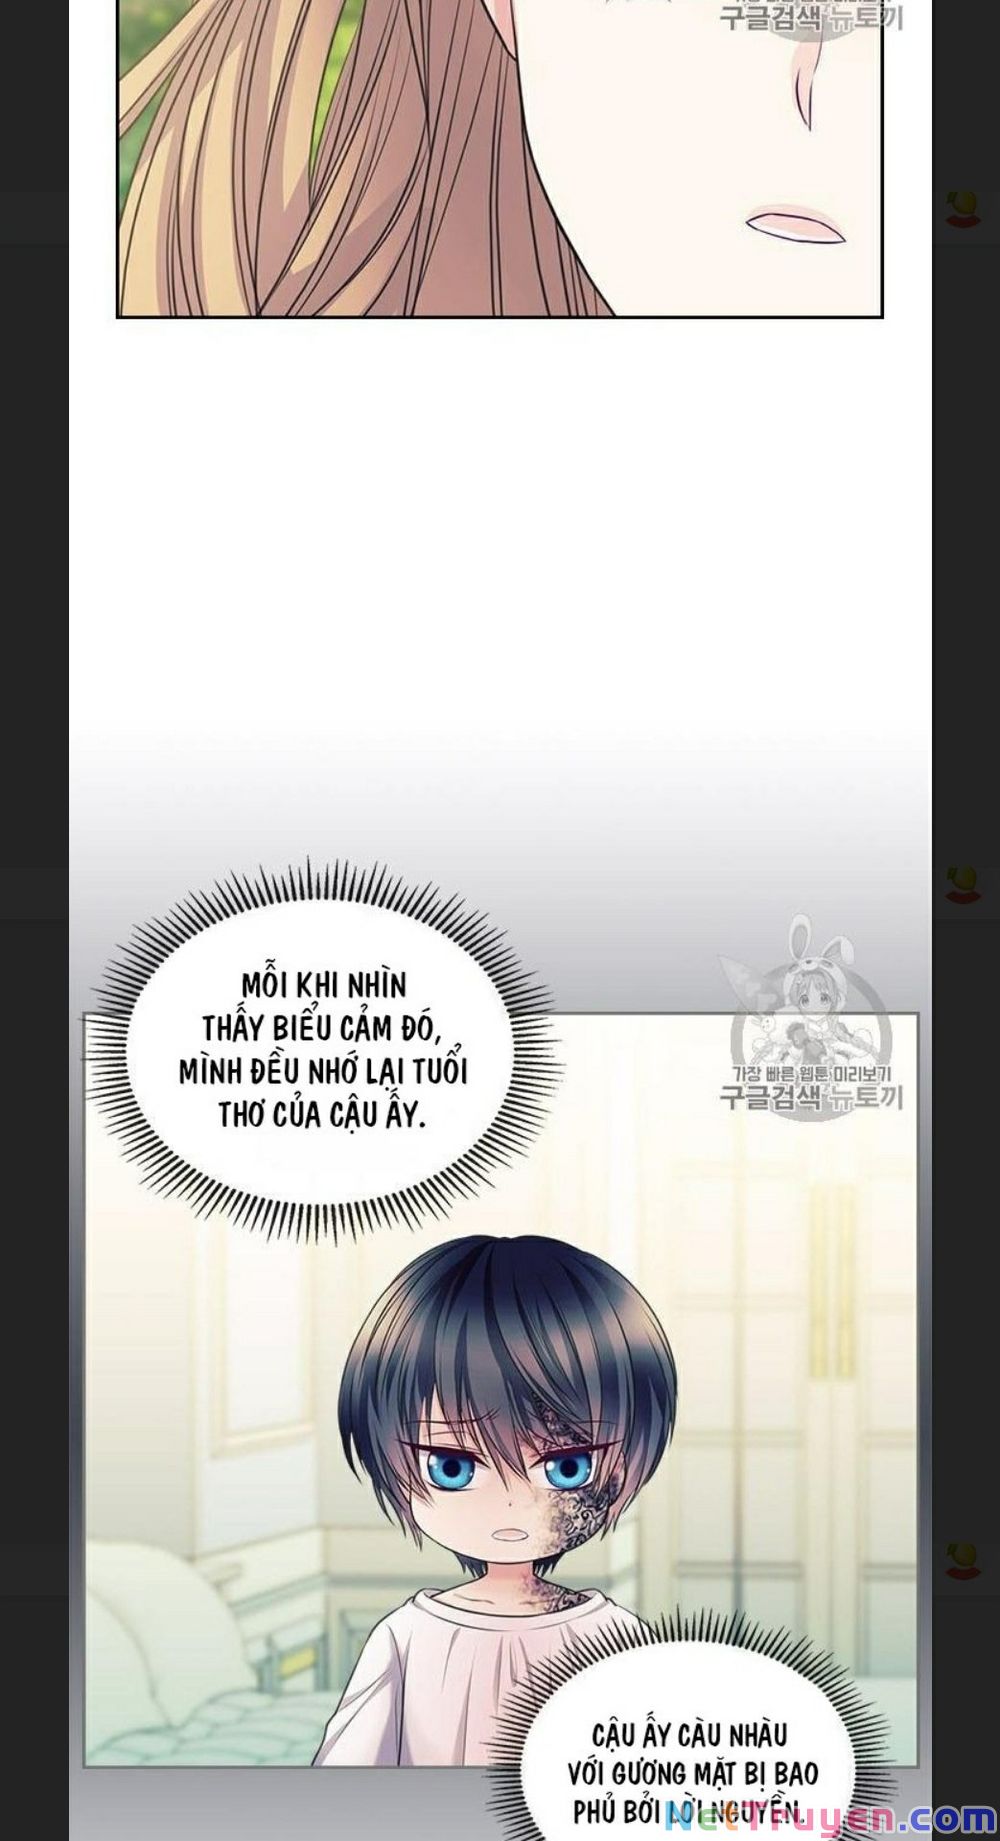 구글검색 뉴토끼
MỖI KHI NHÌN
THẤY BIỂU CẢM ĐÓ,
MÌNH ĐỀU NHỚ LẠI TUỔI
THƠ CỦA CẬU ẤY.
가장 빠른 웹툰 미리보기
구글검색 뉴토끼
CẬU ẤY CÀU NHÀU
VỚI GƯƠNG MẶT BỊ BAO
PHỦ BỞI LỜI NGUYỀN.
NetTruyen.com